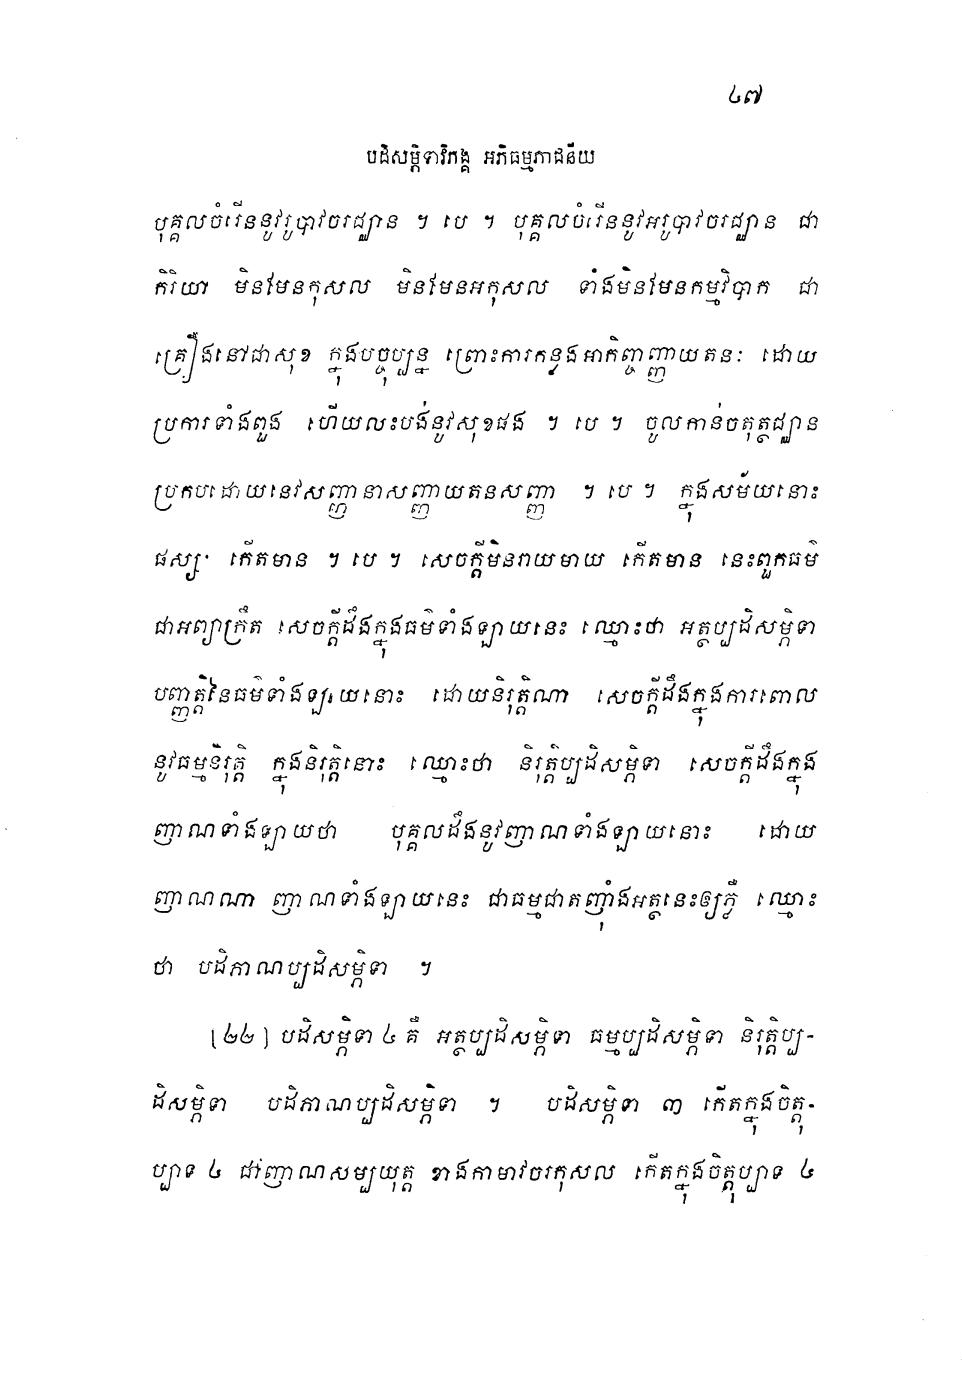 ៤៧
បដិសម្ភិទាវិភង្គ អភិធម្មភាជនីយ
បុគ្គលចំរើននូវរូបាវចរជ្ឈាន ។ បេ ។ បុគ្គលចំរើននូវអរូបាវចរជ្ឈាន ជា
កិរិយា មិនមែនកុសល មិនមែនអកុសល ទាំងមិនមែនកម្មវិបាក ជា
គ្រឿងនៅជាសុខ ក្នុងបច្ចុប្បន្ន ព្រោះការកន្លងអាកិញ្ចញ្ញាយតនៈ ដោយ
ប្រការទាំងពួង ហើយលះបង់នូវសុខផង ។ បេ ។ ចូលកាន់ចតុត្ថជ្ឈាន
ប្រកបដោយនេវសញ្ញានាសញ្ញាយតនសញ្ញា ។ បេ ។ ក្នុងសម័យនោះ
ផស្សៈ កើតមាន ។ បេ ។ សេចក្តីមិនរាយមាយ កើតមាន នេះពួកធម៌
ជាអព្យាក្រឹត សេចក្តីដឹងក្នុងធម៌ទាំងឡាយនេះ ឈ្មោះថា អត្ថប្បដិសម្ភិទា
បញ្ញត្តិនៃធម៌ទាំងឡាយនោះ ដោយនិរុត្តិណា សេចក្តីដឹងក្នុងការពោល
នូវធម្មនិរុត្តិ ក្នុងនិរុត្តិនោះ ឈ្មោះថា និរុត្តិប្បដិសម្ភិទា សេចក្តីដឹងក្នុង
ញាណទាំងឡាយថា បុគ្គលដឹងនូវញាណទាំងឡាយនោះ ដោយ
ញាណណា ញាណទាំងឡាយនេះ ជាធម្មជាតញ៉ាំងអត្ថនេះឲ្យភ្លឺ ឈ្មោះ
ថា បដិភាណប្បដិសម្ភិទា ។
[២២] បដិសម្ភិទា ៤ គឺ អត្ថប្បដិសម្ភិទា ធម្មប្បដិសម្ភិទា និរុត្តិប្ប-
ដិសម្ភិទា បដិភាណប្បដិសម្ភិទា ។ បដិសម្ភិទា ៣ កើតក្នុងចិត្តុ-
ប្បាទ ៤ ជាញាណសម្បយុត្ត ខាងកាមាវចរកុសល កើតក្នុងចិត្តុប្បាទ ៤